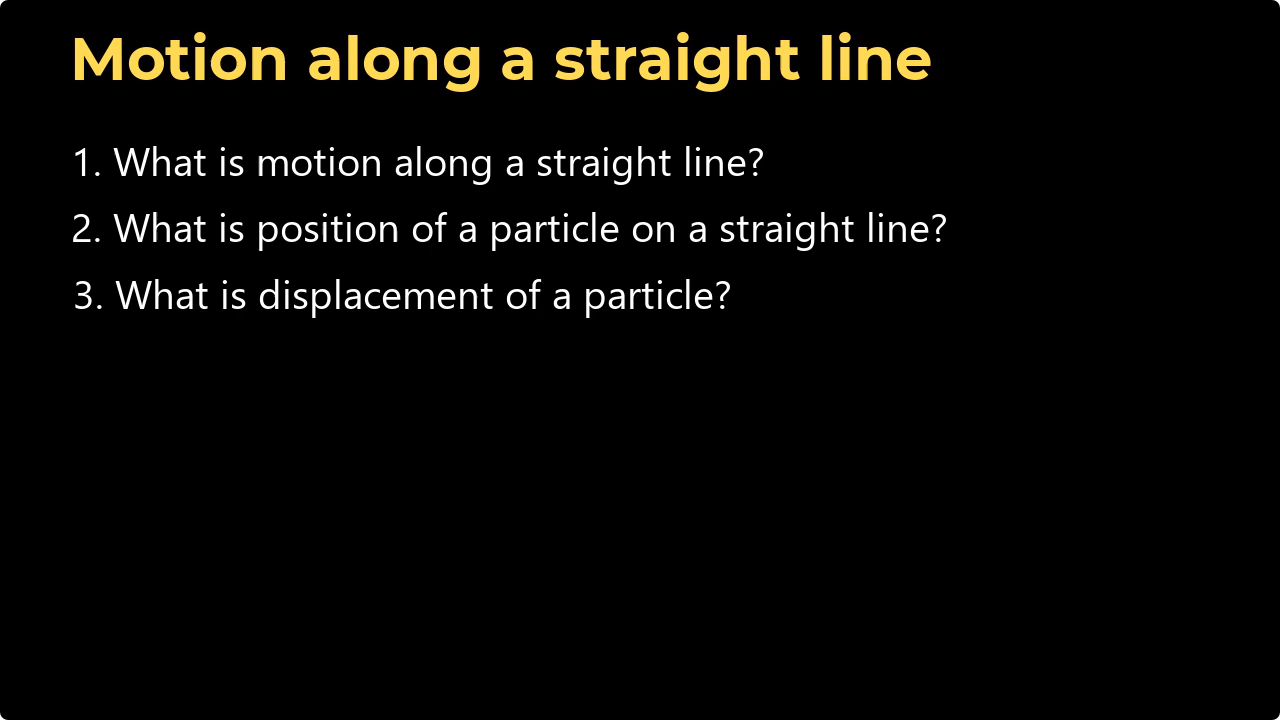 Motion along a straight line
1. What is motion along a straight line?
2. What is position of a particle on a straight line?
3. What is displacement of a particle?